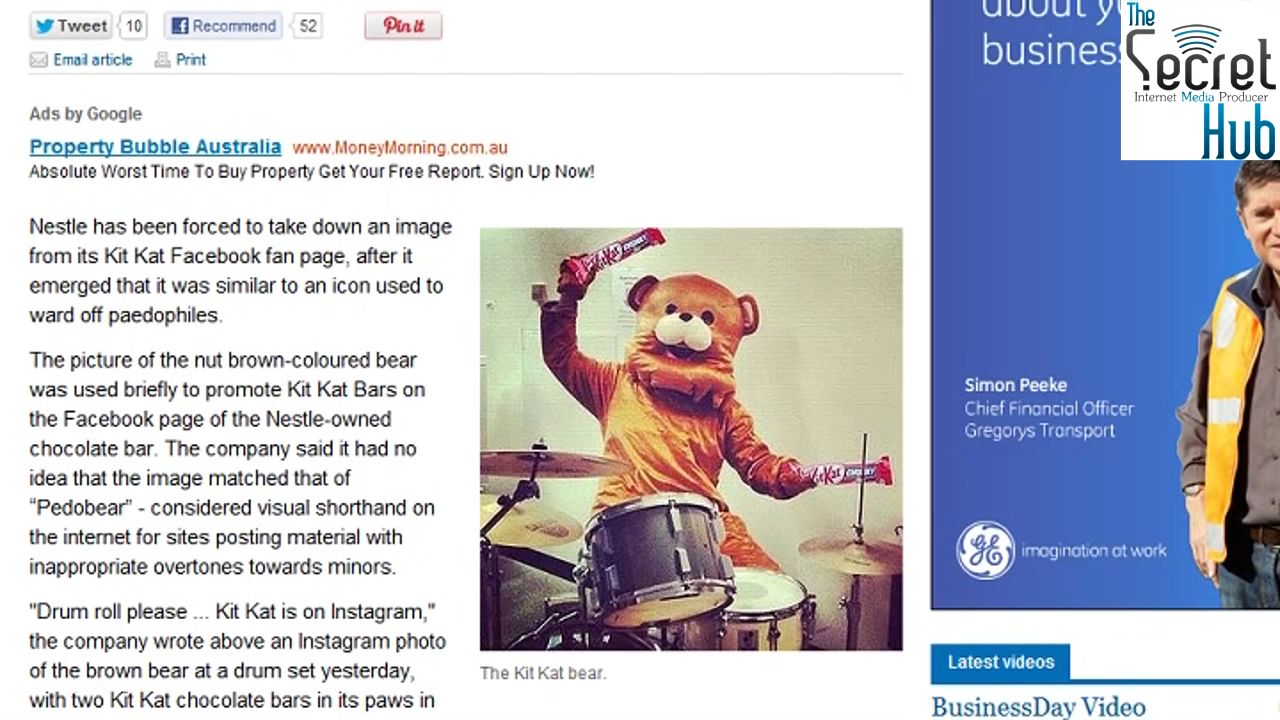 Tweet 10 Recommend 52 Pin it
Email article Print
Ads by Google
Property Bubble Australia www.MoneyMorning.com.au
Absolute Worst Time To Buy Property Get Your Free Report. Sign Up Now!
Nestle has been forced to take down an image
from its Kit Kat Facebook fan page, after it
emerged that it was similar to an icon used to
ward off paedophiles.
The picture of the nut brown-coloured bear
was used briefly to promote Kit Kat Bars on
the Facebook page of the Nestle-owned
chocolate bar. The company said it had no
idea that the image matched that of
“Pedobear” - considered visual shorthand on
the internet for sites posting material with
inappropriate overtones towards minors.
"Drum roll please ... Kit Kat is on Instagram,"
the company wrote above an Instagram photo
of the brown bear at a drum set yesterday,
with two Kit Kat chocolate bars in its paws in
KitKat CHUNKY
KitKat CHUNKY
The Kit Kat bear.
about
business
The
Secret
Internet Media Producer
Hub
Simon Peeke
Chief Financial Officer
Gregorys Transport
GE imagination at work
Latest videos
BusinessDay Video